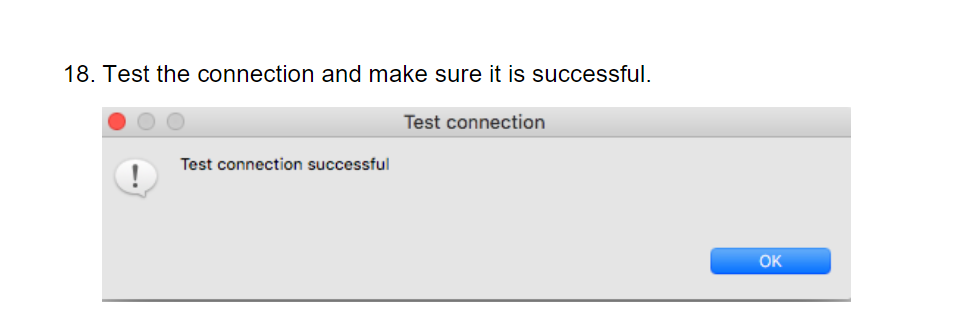 18. Test the connection and make sure it is successful.
Test connection
Test connection successful
OK